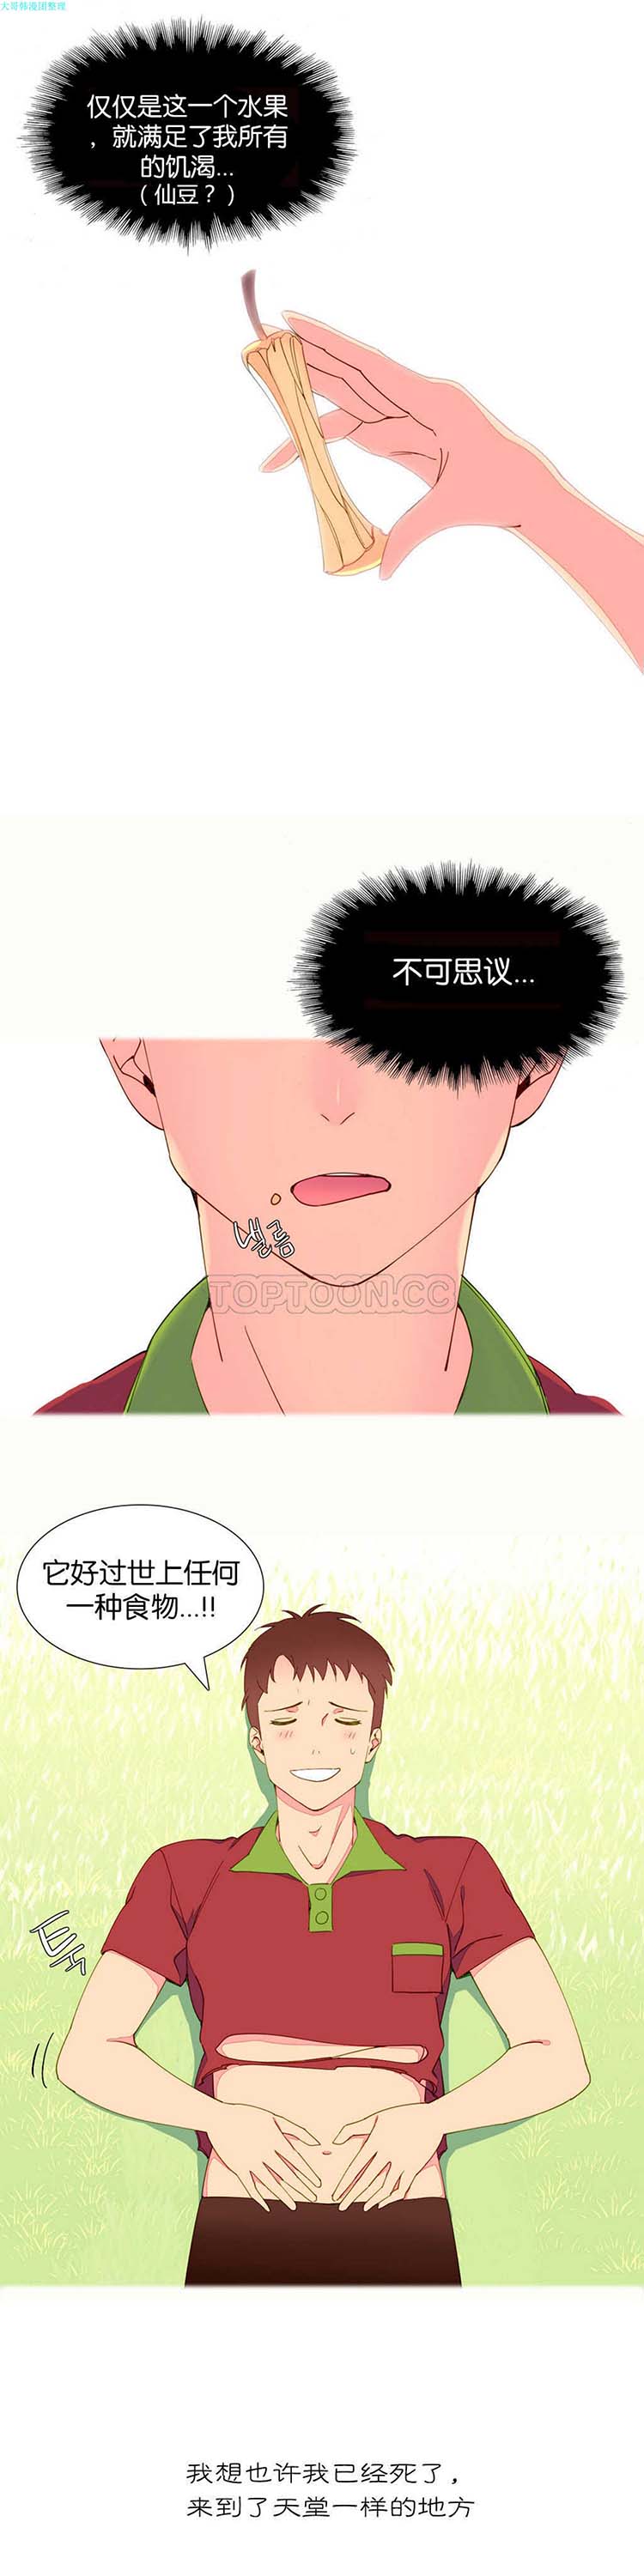 大哥韩漫团整理
仅仅是这一个水果
，就满足了我所有
的饥渴...
（仙豆？）
不可思议...
낼름
TOPTOON.CC
它好过世上任何
一种食物...!!
툭
我想也许我已经死了，
来到了天堂一样的地方